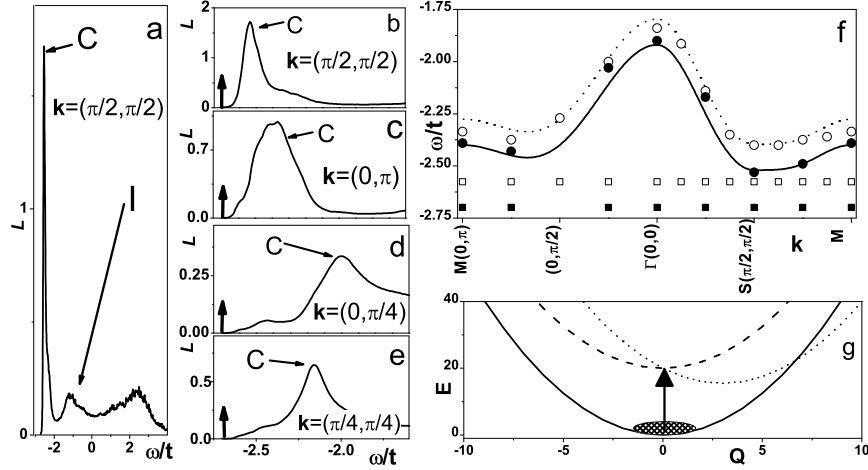 a
C
k=(π/2,π/2)
I
L
1
0
-2 0 2
ω/t
b
L
2
1
0
C
k=(π/2,π/2)
c
L
0.7
0.0
C
k=(0,π)
d
L
0.25
0.00
C
k=(0,π/4)
e
L
0.5
0.0
C
k=(π/4,π/4)
-2.5 -2.0
ω/t
f
ω/t
-1.75
-2.00
-2.25
-2.50
-2.75
M(0,π) (0,π/2) Γ(0,0) S(π/2,π/2) k M
g
E
40
20
0
-10 -5 0 5 10
Q